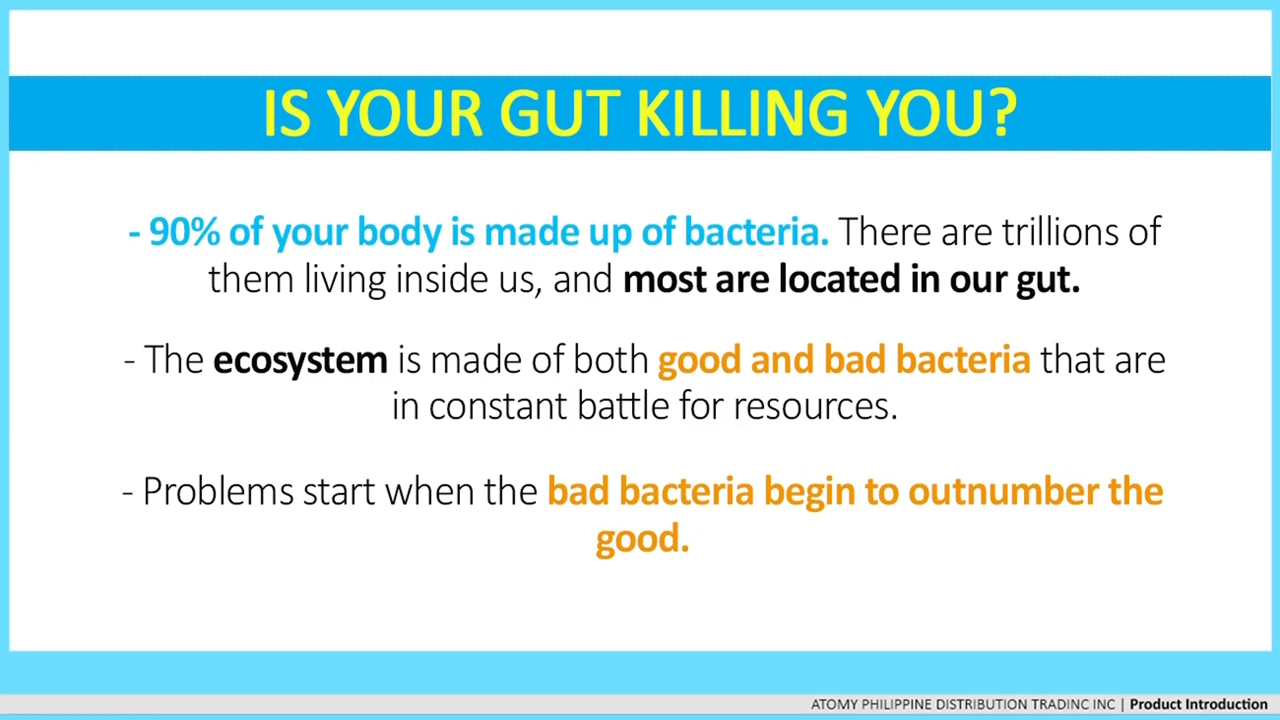 IS YOUR GUT KILLING YOU?
- 90% of your body is made up of bacteria. There are trillions of
them living inside us, and most are located in our gut.
- The ecosystem is made of both good and bad bacteria that are
in constant battle for resources.
- Problems start when the bad bacteria begin to outnumber the
good.
ATOMY PHILIPPINE DISTRIBUTION TRADINC INC | Product Introduction